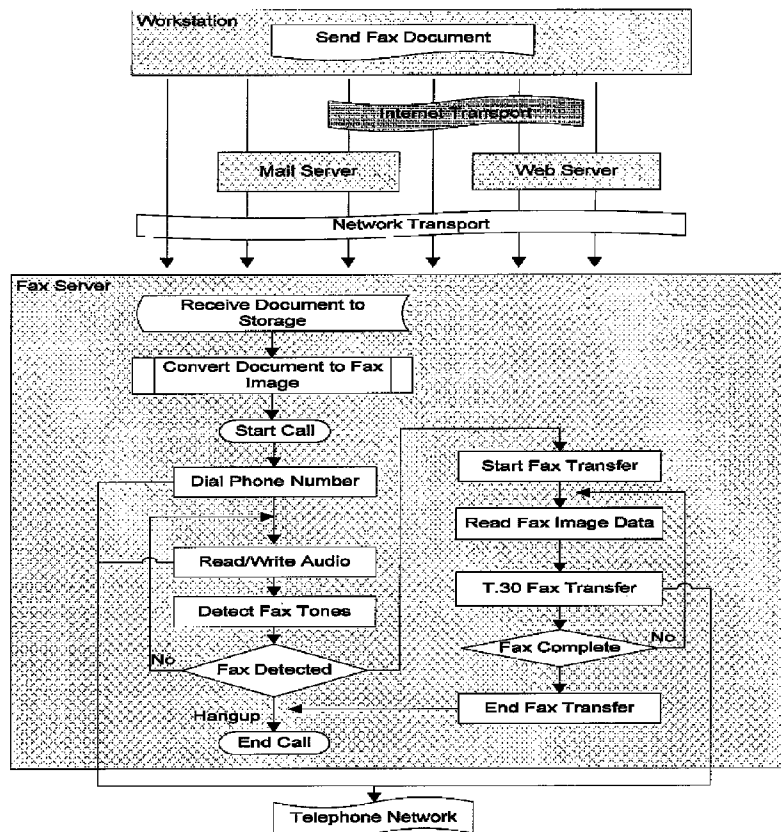 Workstation
Send Fax Document
Internet Transport
Mail Server
Web Server
Network Transport
Fax Server
Receive Document to
Storage
Convert Document to Fax
Image
Start Call
Dial Phone Number
Read/Write Audio
Detect Fax Tones
No
Fax Detected
Hangup
End Call
Start Fax Transfer
Read Fax Image Data
T.30 Fax Transfer
Fax Complete
No
End Fax Transfer
Telephone Network